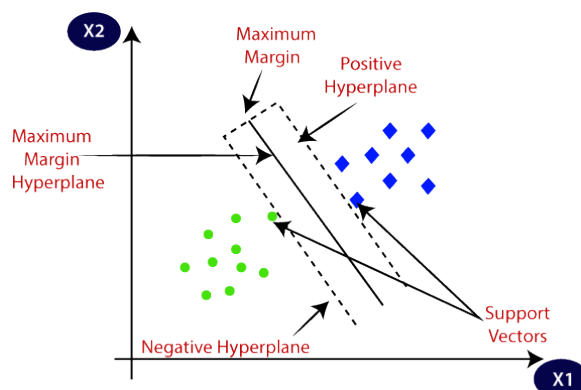 X2
Maximum
Margin
Positive
Hyperplane
Maximum
Margin
Hyperplane
Support
Vectors
Negative Hyperplane
X1